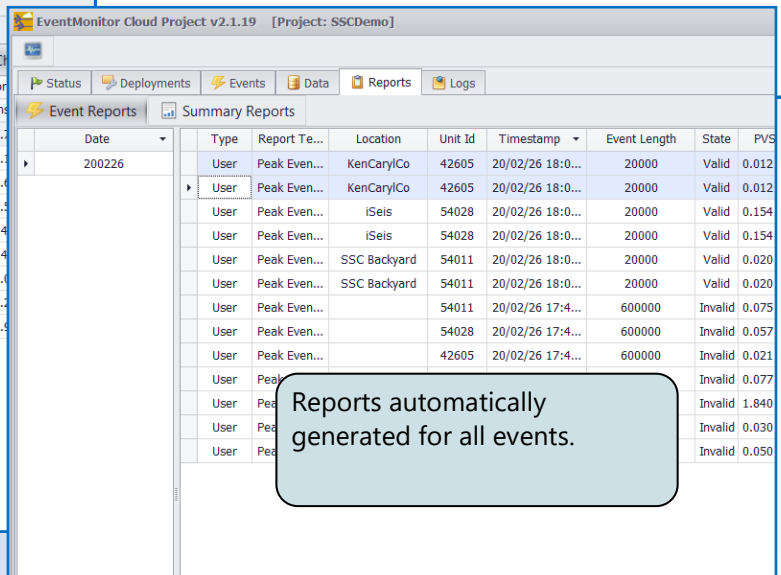 EventMonitor Cloud Project v2.1.19 [Project: SSCDemo]
Status Deployments Events Data Reports Logs
Event Reports Summary Reports
Date Type Report Te... Location Unit Id Timestamp Event Length State PVS
200226 User Peak Even... KenCarylCo 42605 20/02/26 18:0... 20000 Valid 0.012
User Peak Even... KenCarylCo 42605 20/02/26 18:0... 20000 Valid 0.012
User Peak Even... iSeis 54028 20/02/26 18:0... 20000 Valid 0.154
User Peak Even... iSeis 54028 20/02/26 18:0... 20000 Valid 0.154
User Peak Even... SSC Backyard 54011 20/02/26 18:0... 20000 Valid 0.020
User Peak Even... SSC Backyard 54011 20/02/26 18:0... 20000 Valid 0.020
User Peak Even... 54011 20/02/26 17:4... 600000 Invalid 0.075
User Peak Even... 54028 20/02/26 17:4... 600000 Invalid 0.057
User Peak Even... 42605 20/02/26 17:4... 600000 Invalid 0.021
User Invalid 0.077
User Invalid 1.840
User Invalid 0.030
User Invalid 0.050
Reports automatically
generated for all events.